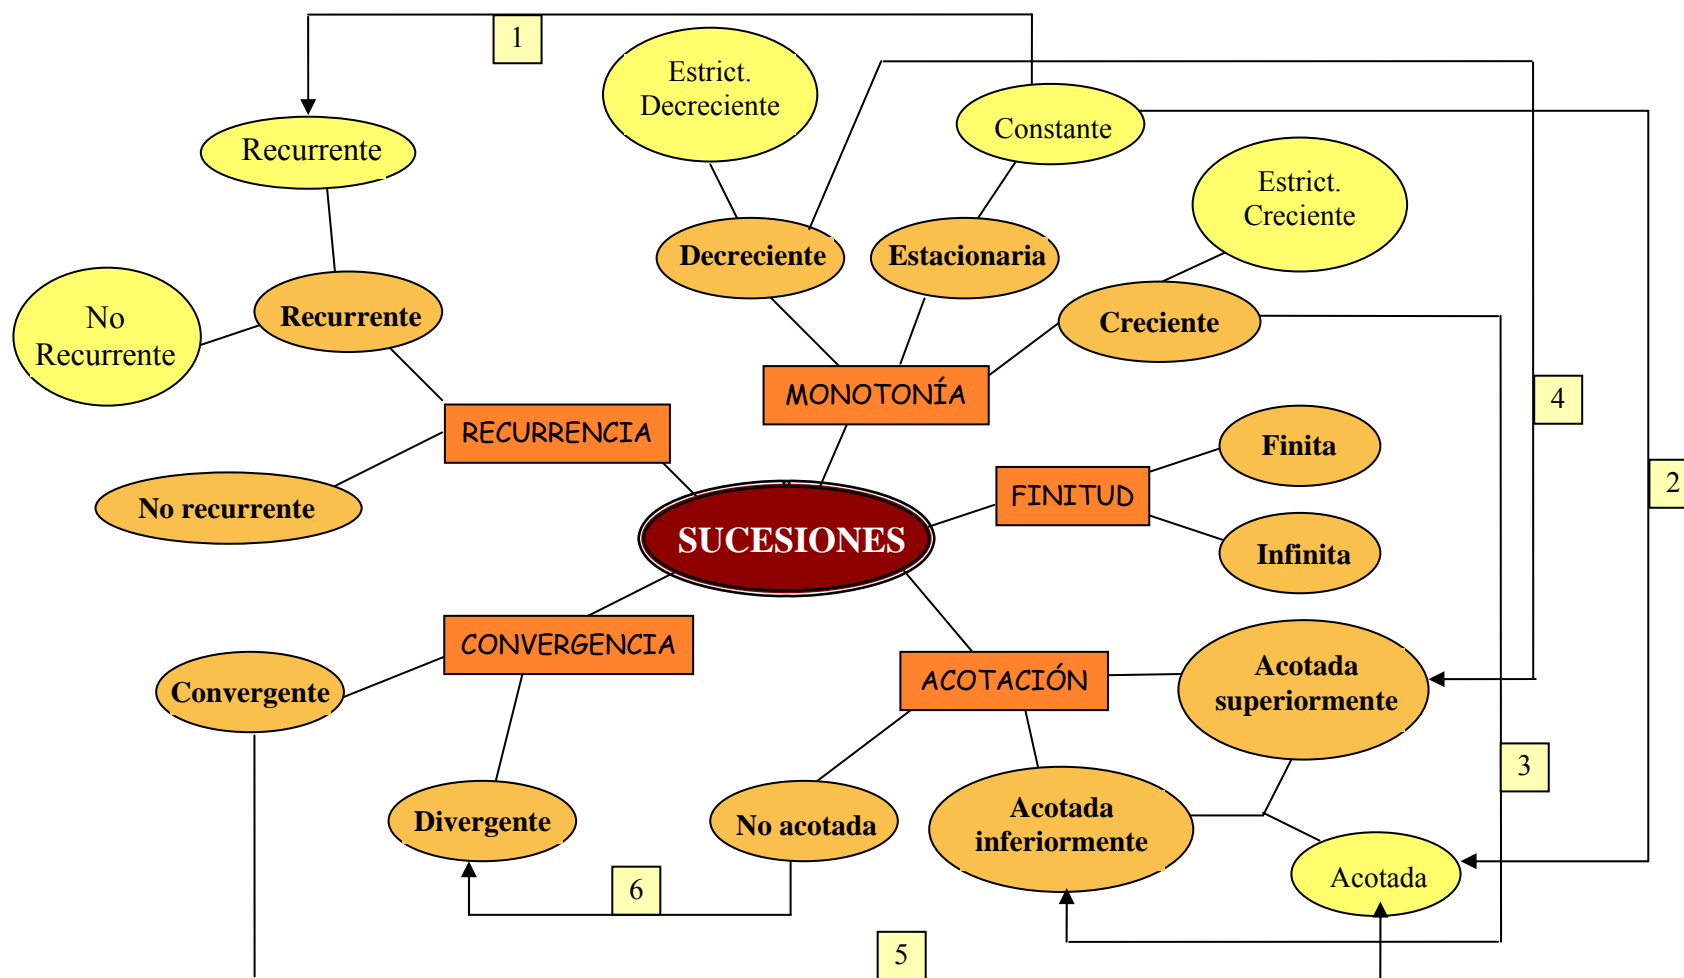 1
Estrict.
Decreciente
Constante
Recurrente
Estrict.
Creciente
Decreciente
Estacionaria
No
Recurrente
Recurrente
Creciente
MONOTONÍA
4
RECURRENCIA
Finita
FINITUD
2
No recurrente
SUCESIONES
Infinita
CONVERGENCIA
Convergente
ACOTACIÓN
Acotada
superiormente
3
Divergente
No acotada
Acotada
inferiormente
Acotada
6
5